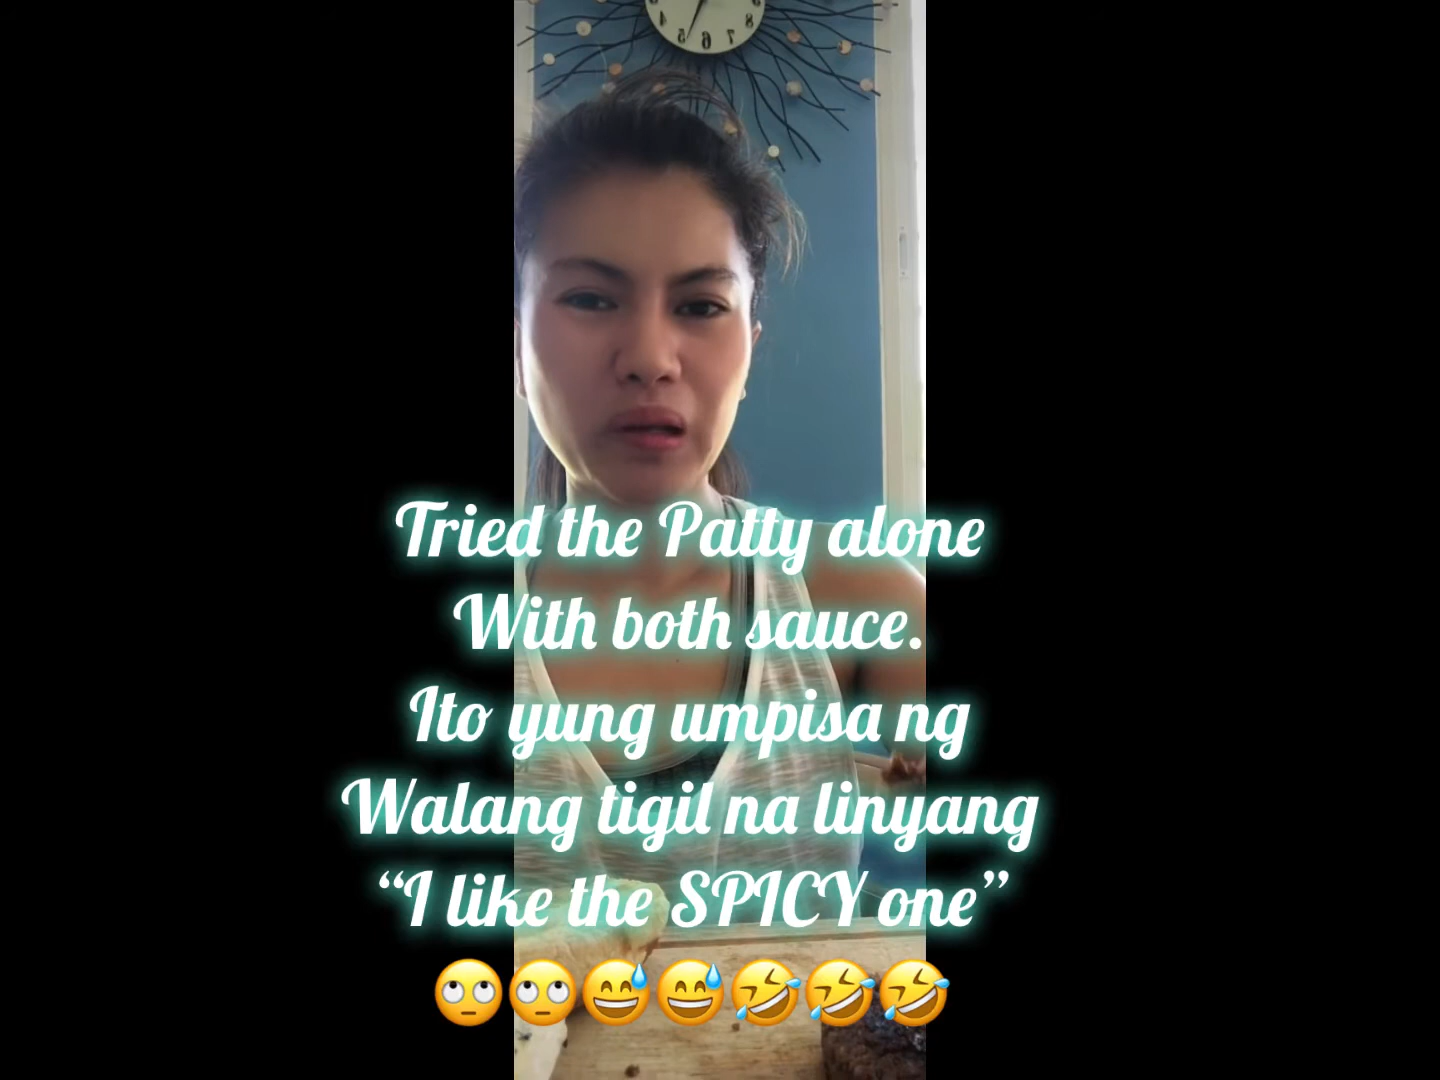 Tried the Patty alone
With both sauce.
Ito yung umpisa ng
Walang tigil na linyang
“I like the SPICY one”
🙄🙄😅😅🤣🤣🤣